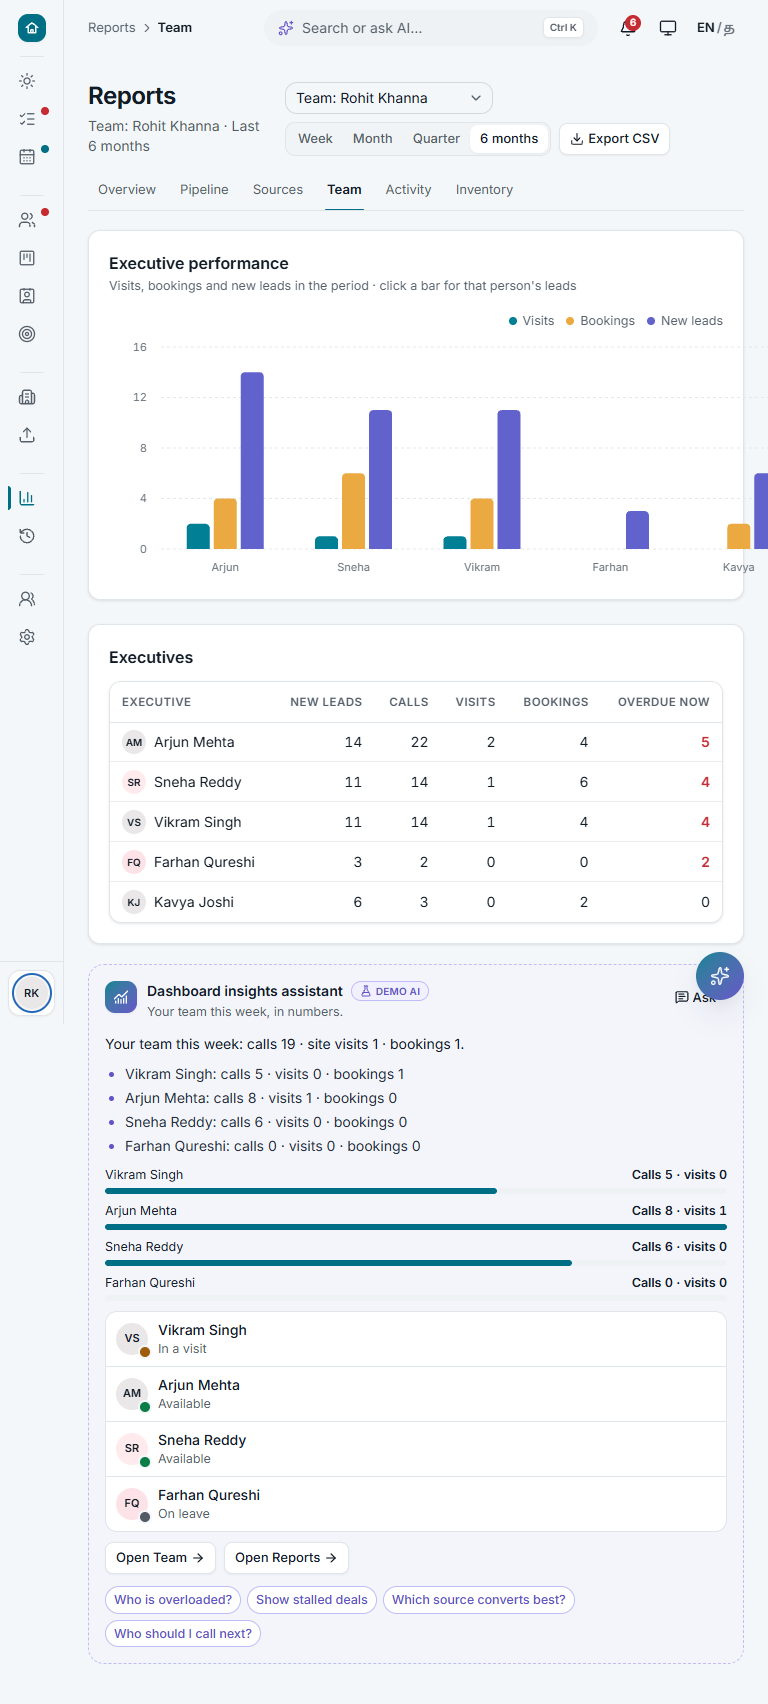 Reports > Team
Search or ask AI...
Ctrl K
6
EN / த
Reports
Team: Rohit Khanna · Last
6 months
Team: Rohit Khanna
Week Month Quarter 6 months
Export CSV
Overview Pipeline Sources Team Activity Inventory
Executive performance
Visits, bookings and new leads in the period · click a bar for that person's leads
Visits Bookings New leads
16
12
8
4
0
Arjun Sneha Vikram Farhan Kavya
Executives
EXECUTIVE NEW LEADS CALLS VISITS BOOKINGS OVERDUE NOW
AM Arjun Mehta 14 22 2 4 5
SR Sneha Reddy 11 14 1 6 4
VS Vikram Singh 11 14 1 4 4
FQ Farhan Qureshi 3 2 0 0 2
KJ Kavya Joshi 6 3 0 2 0
RK
Dashboard insights assistant DEMO AI
Your team this week, in numbers.
Ask
Your team this week: calls 19 · site visits 1 · bookings 1.
• Vikram Singh: calls 5 · visits 0 · bookings 1
• Arjun Mehta: calls 8 · visits 1 · bookings 0
• Sneha Reddy: calls 6 · visits 0 · bookings 0
• Farhan Qureshi: calls 0 · visits 0 · bookings 0
Vikram Singh Calls 5 · visits 0
Arjun Mehta Calls 8 · visits 1
Sneha Reddy Calls 6 · visits 0
Farhan Qureshi Calls 0 · visits 0
VS Vikram Singh
In a visit
AM Arjun Mehta
Available
SR Sneha Reddy
Available
FQ Farhan Qureshi
On leave
Open Team → Open Reports →
Who is overloaded? Show stalled deals Which source converts best?
Who should I call next?